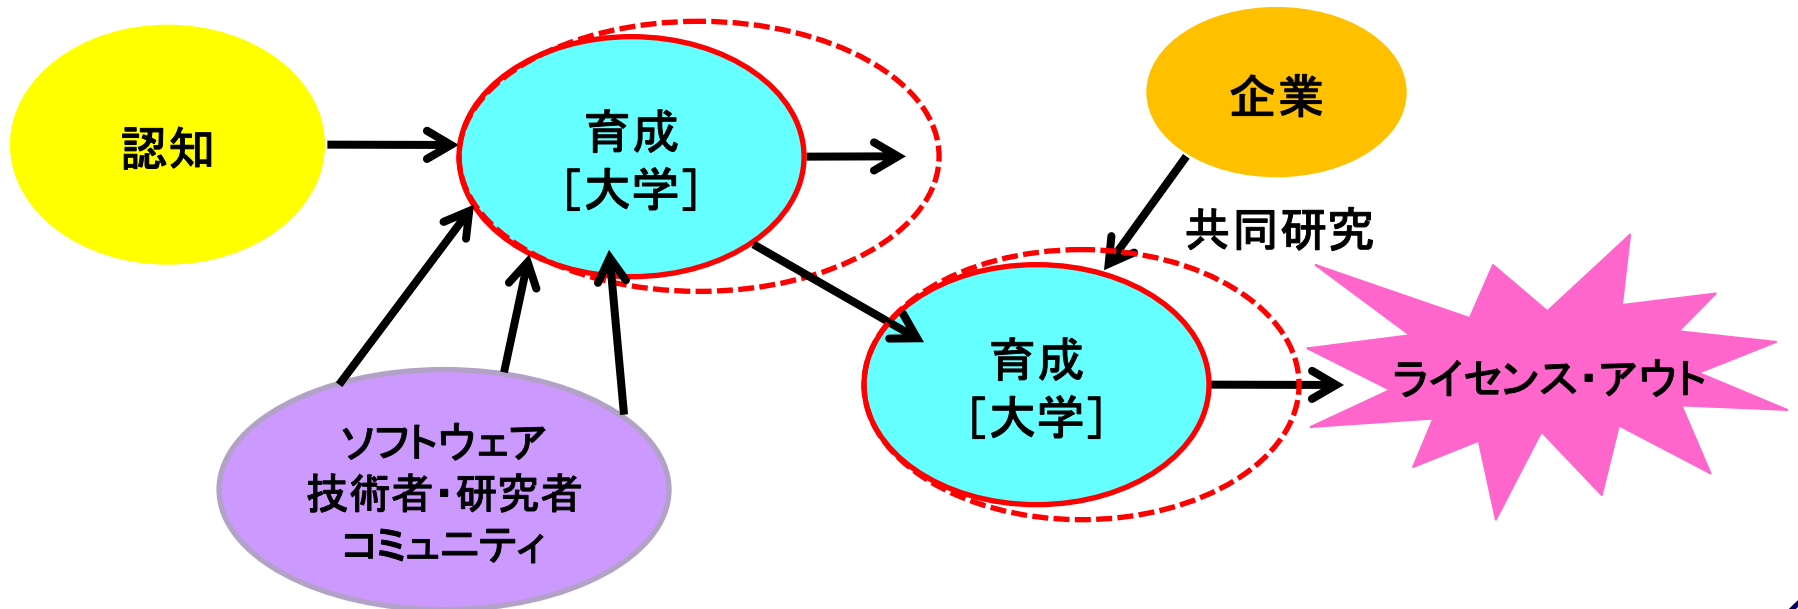 認知
育成
[大学]
企業
共同研究
育成
[大学]
ライセンス・アウト
ソフトウェア
技術者・研究者
コミュニティ